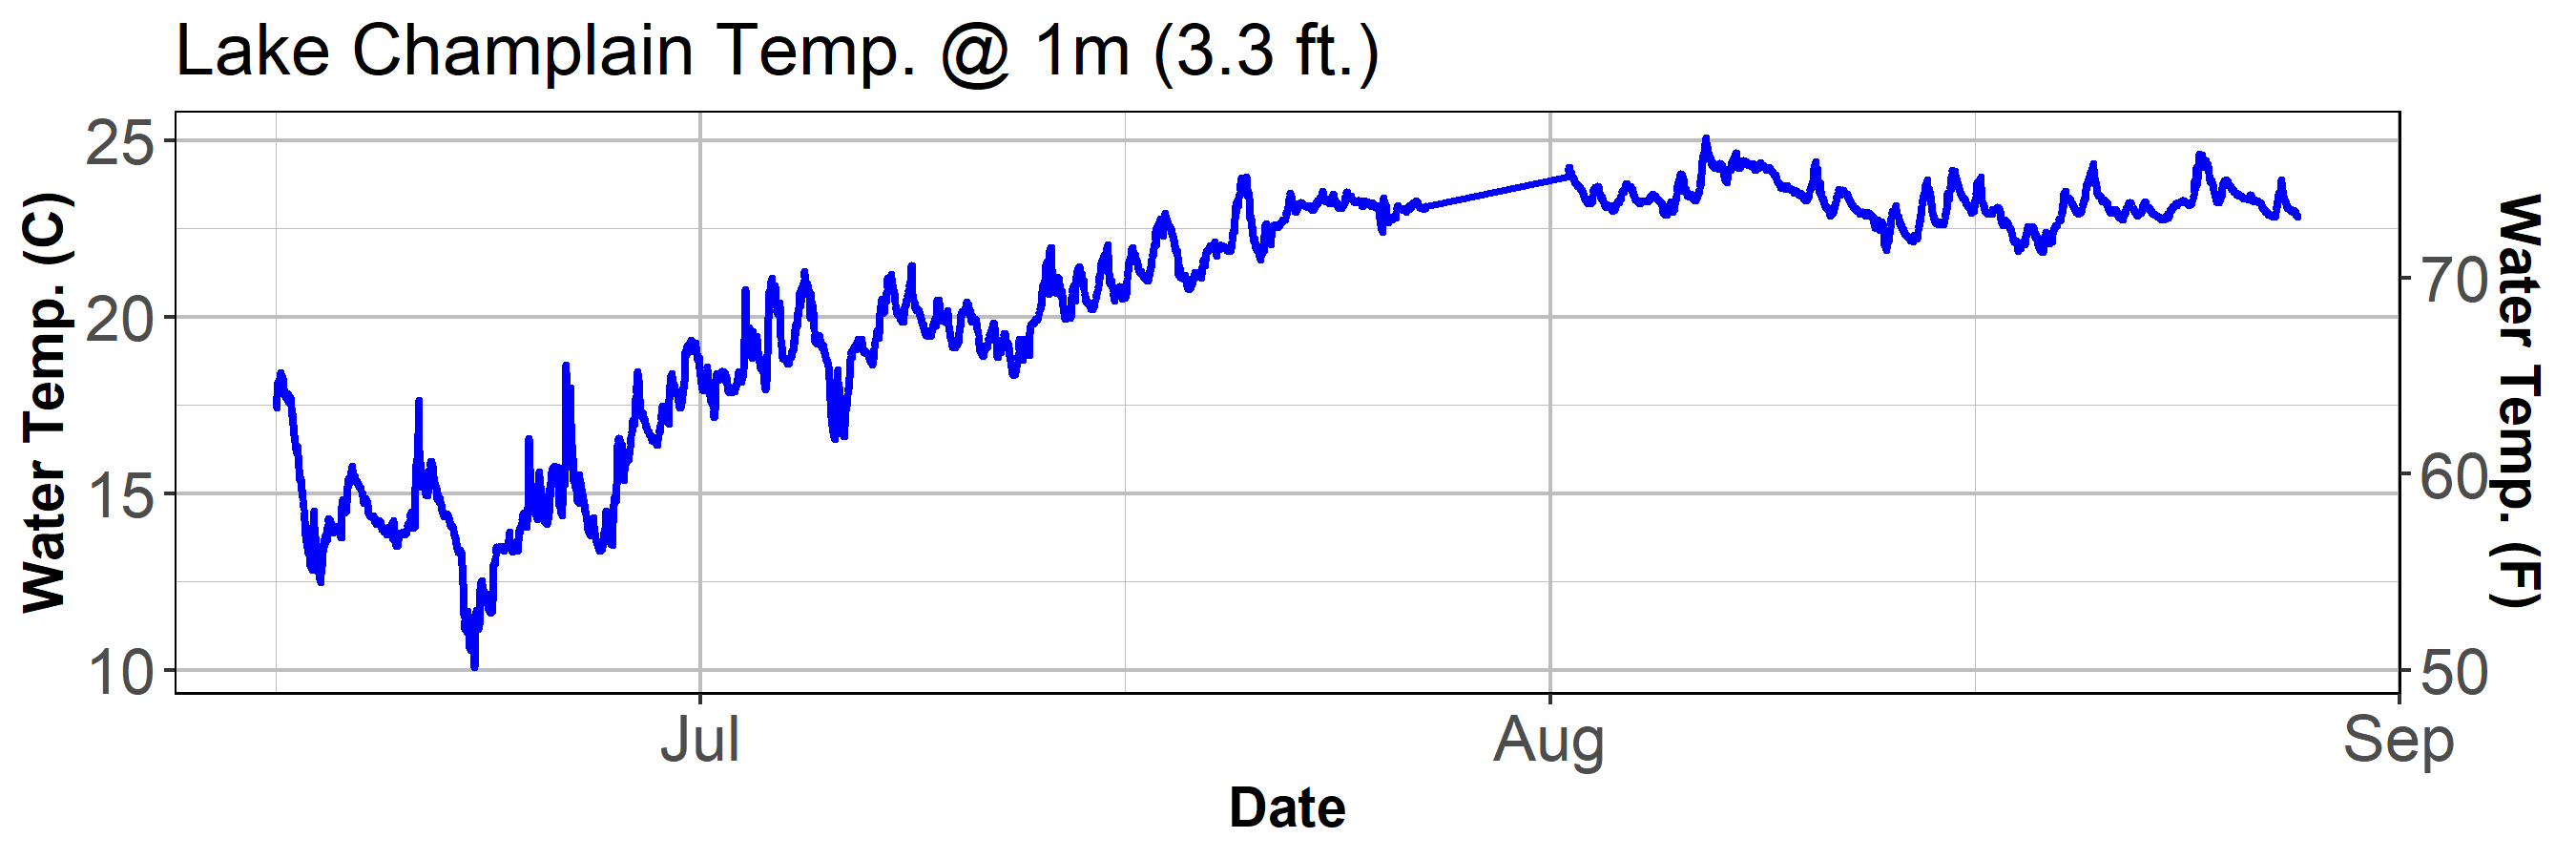 Lake Champlain Temp. @ 1m (3.3 ft.)
Water Temp. (C)
25
20
15
10
Water Temp. (F)
70
60
50
Jul
Aug
Sep
Date